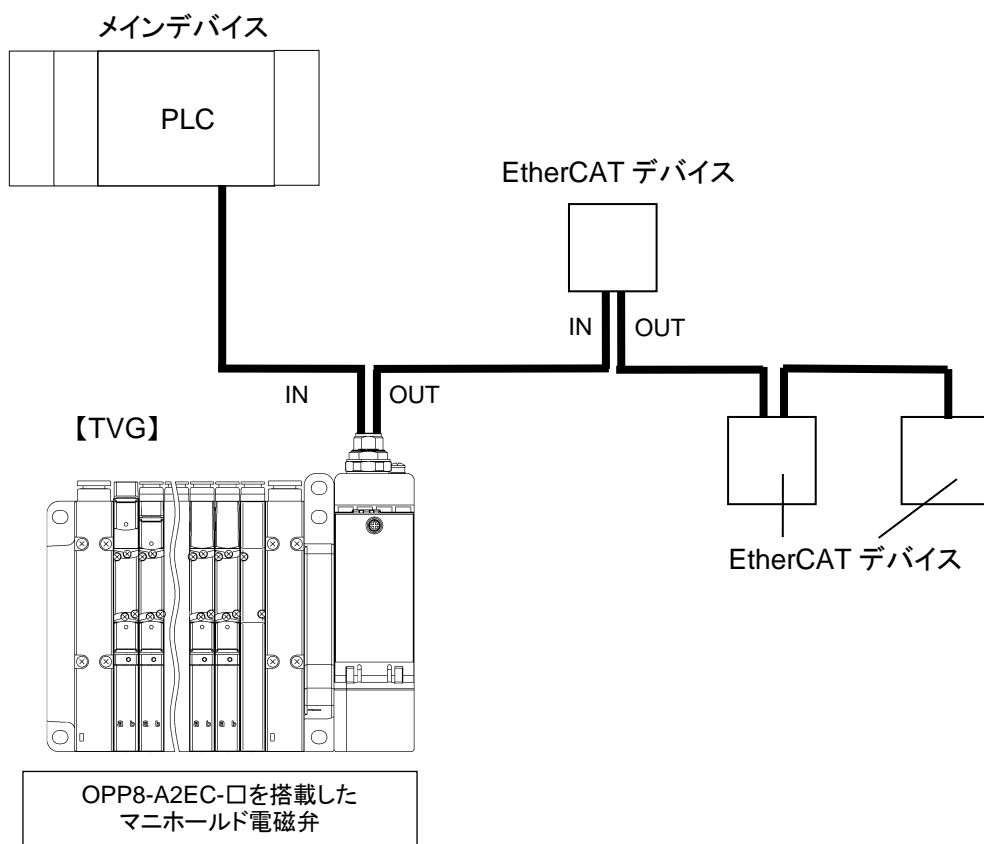 メインデバイス
PLC
EtherCAT デバイス
IN
OUT
IN
OUT
【TVG】
EtherCAT デバイス
a b
a b
a b
a b
OPP8-A2EC-□を搭載した
マニホールド電磁弁